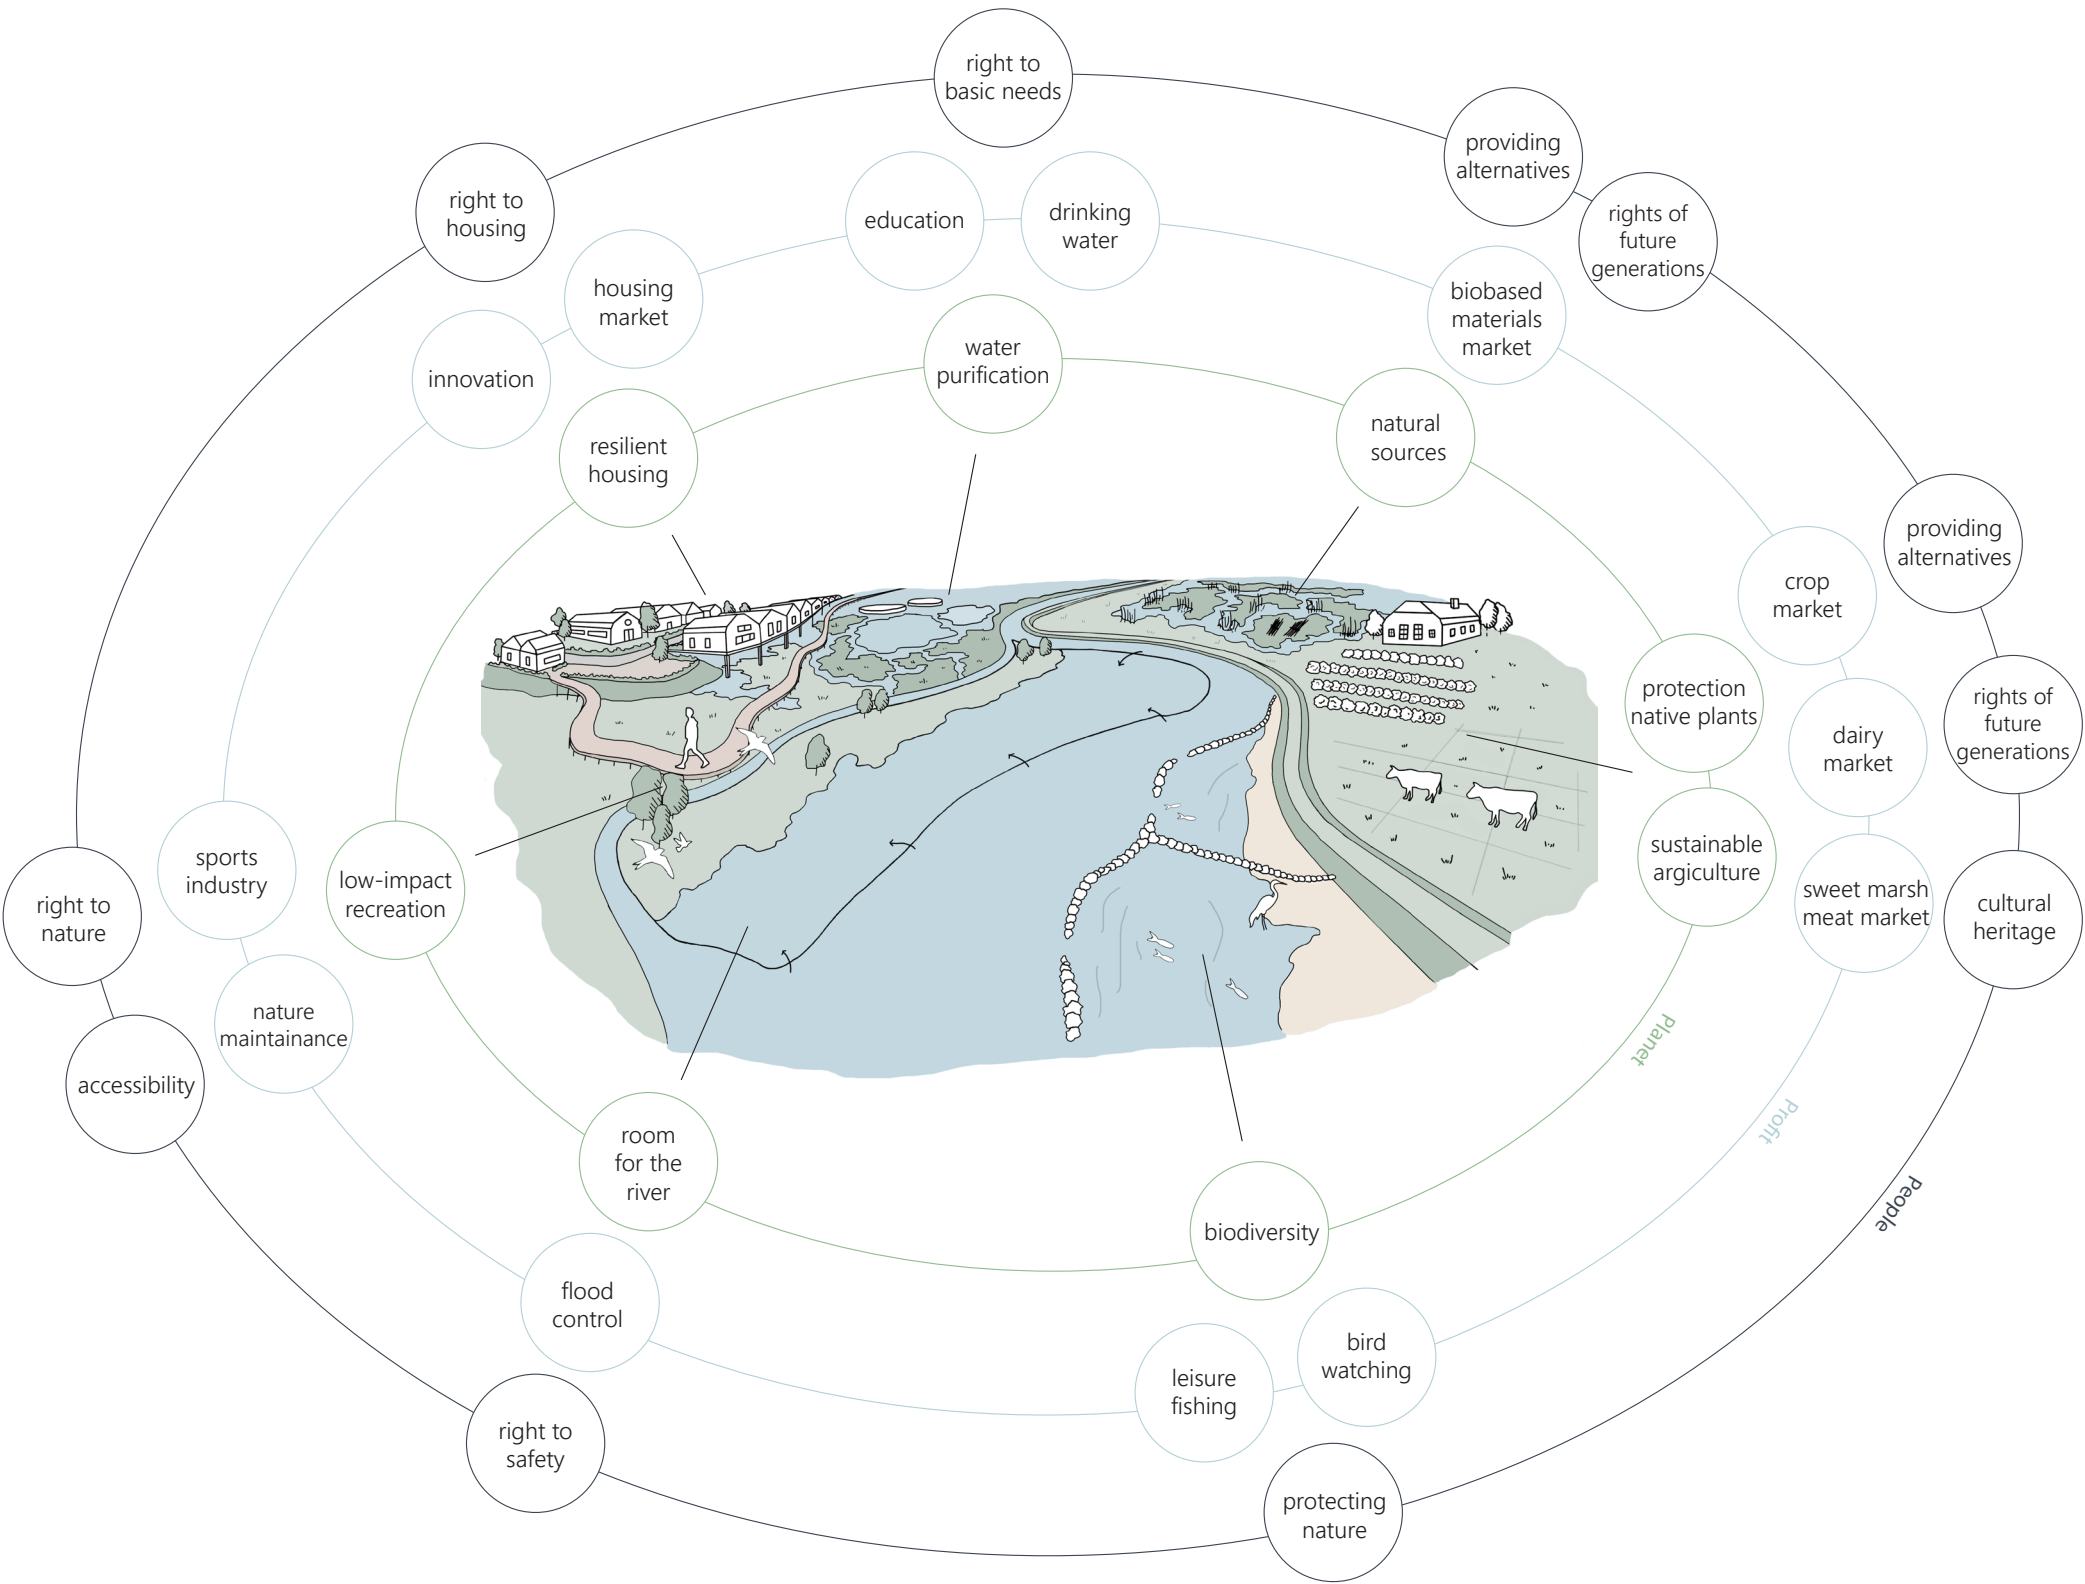 right to
basic needs
providing
alternatives
rights of
future
generations
right to
housing
education
drinking
water
housing
market
biobased
materials
market
innovation
water
purification
natural
sources
resilient
housing
providing
alternatives
crop
market
protection
native plants
rights of
future
generations
dairy
market
sustainable
argiculture
sweet marsh
meat market
cultural
heritage
sports
industry
low-impact
recreation
right to
nature
nature
maintainance
accessibility
Planet
Profit
People
room
for the
river
biodiversity
flood
control
bird
watching
leisure
fishing
right to
safety
protecting
nature